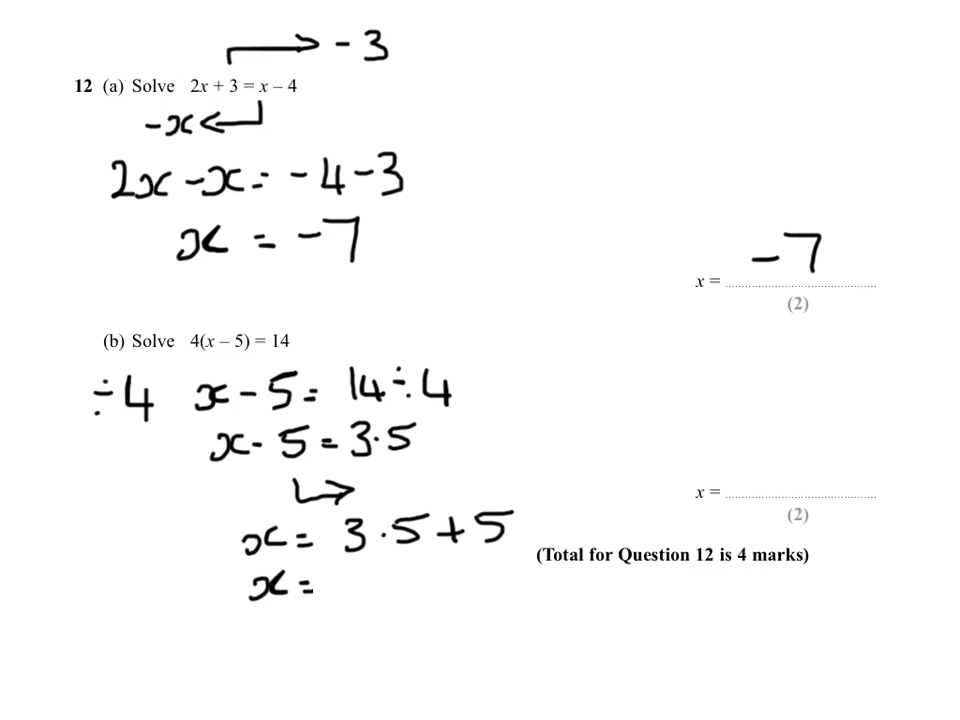 -3
12 (a) Solve 2x + 3 = x – 4
-x
2x -x = -4-3
x = -7
-7
x = ................................................
(2)
(b) Solve 4(x – 5) = 14
÷4 x-5 = 14÷4
x-5 = 3·5
x = ................................................
(2)
x = 3·5+5
(Total for Question 12 is 4 marks)
x =